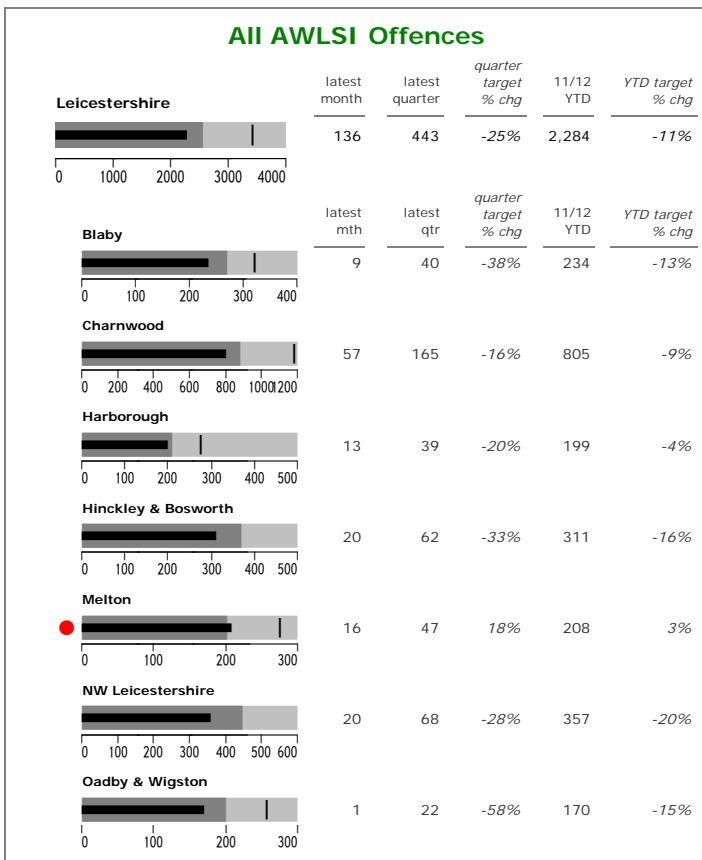 All AWLSI Offences
quarter
latest latest target 11/12 YTD target
month quarter % chg YTD % chg
Leicestershire
136 443 -25% 2,284 -11%
0 1000 2000 3000 4000
quarter
latest latest target 11/12 YTD target
mth qtr % chg YTD % chg
Blaby
9 40 -38% 234 -13%
0 100 200 300 400
Charnwood
57 165 -16% 805 -9%
0 200 400 600 800 1000 1200
Harborough
13 39 -20% 199 -4%
0 100 200 300 400 500
Hinckley & Bosworth
20 62 -33% 311 -16%
0 100 200 300 400 500
Melton
16 47 18% 208 3%
0 100 200 300
NW Leicestershire
20 68 -28% 357 -20%
0 100 200 300 400 500 600
Oadby & Wigston
1 22 -58% 170 -15%
0 100 200 300